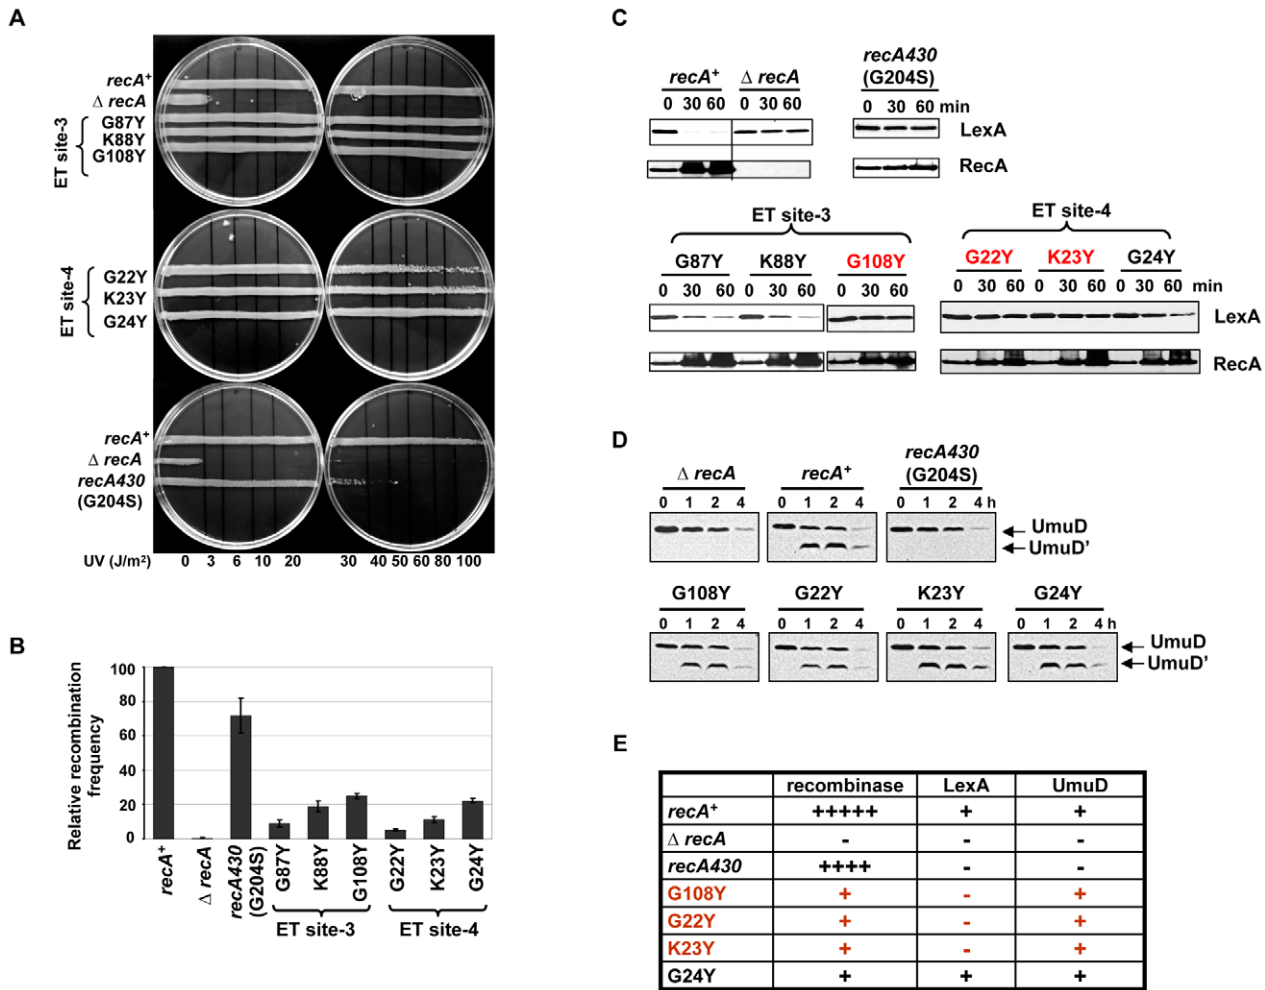 A
recA+
Δ recA
G87Y
K88Y
G108Y
ET site-3
G22Y
K23Y
G24Y
ET site-4
recA+
Δ recA
recA430
(G204S)
UV (J/m²) 0 3 6 10 20 30 40 50 60 80 100
B
Relative recombination
frequency
100
80
60
40
20
0
recA+
Δ recA
recA430
(G204S)
G87Y
K88Y
G108Y
G22Y
K23Y
G24Y
ET site-3 ET site-4
C
recA+ Δ recA
0 30 60 0 30 60
recA430
(G204S)
0 30 60 min
LexA
RecA
ET site-3 ET site-4
G87Y K88Y G108Y G22Y K23Y G24Y
0 30 60 0 30 60 0 30 60 0 30 60 0 30 60 0 30 60 min
LexA
RecA
D
Δ recA recA+ recA430
(G204S)
0 1 2 4 0 1 2 4 0 1 2 4 h
UmuD
UmuD’
G108Y G22Y K23Y G24Y
0 1 2 4 0 1 2 4 0 1 2 4 0 1 2 4 h
UmuD
UmuD’
E
recombinase LexA UmuD
recA+ +++++ + +
Δ recA - - -
recA430 ++++ - -
G108Y + - +
G22Y + - +
K23Y + - +
G24Y + + +